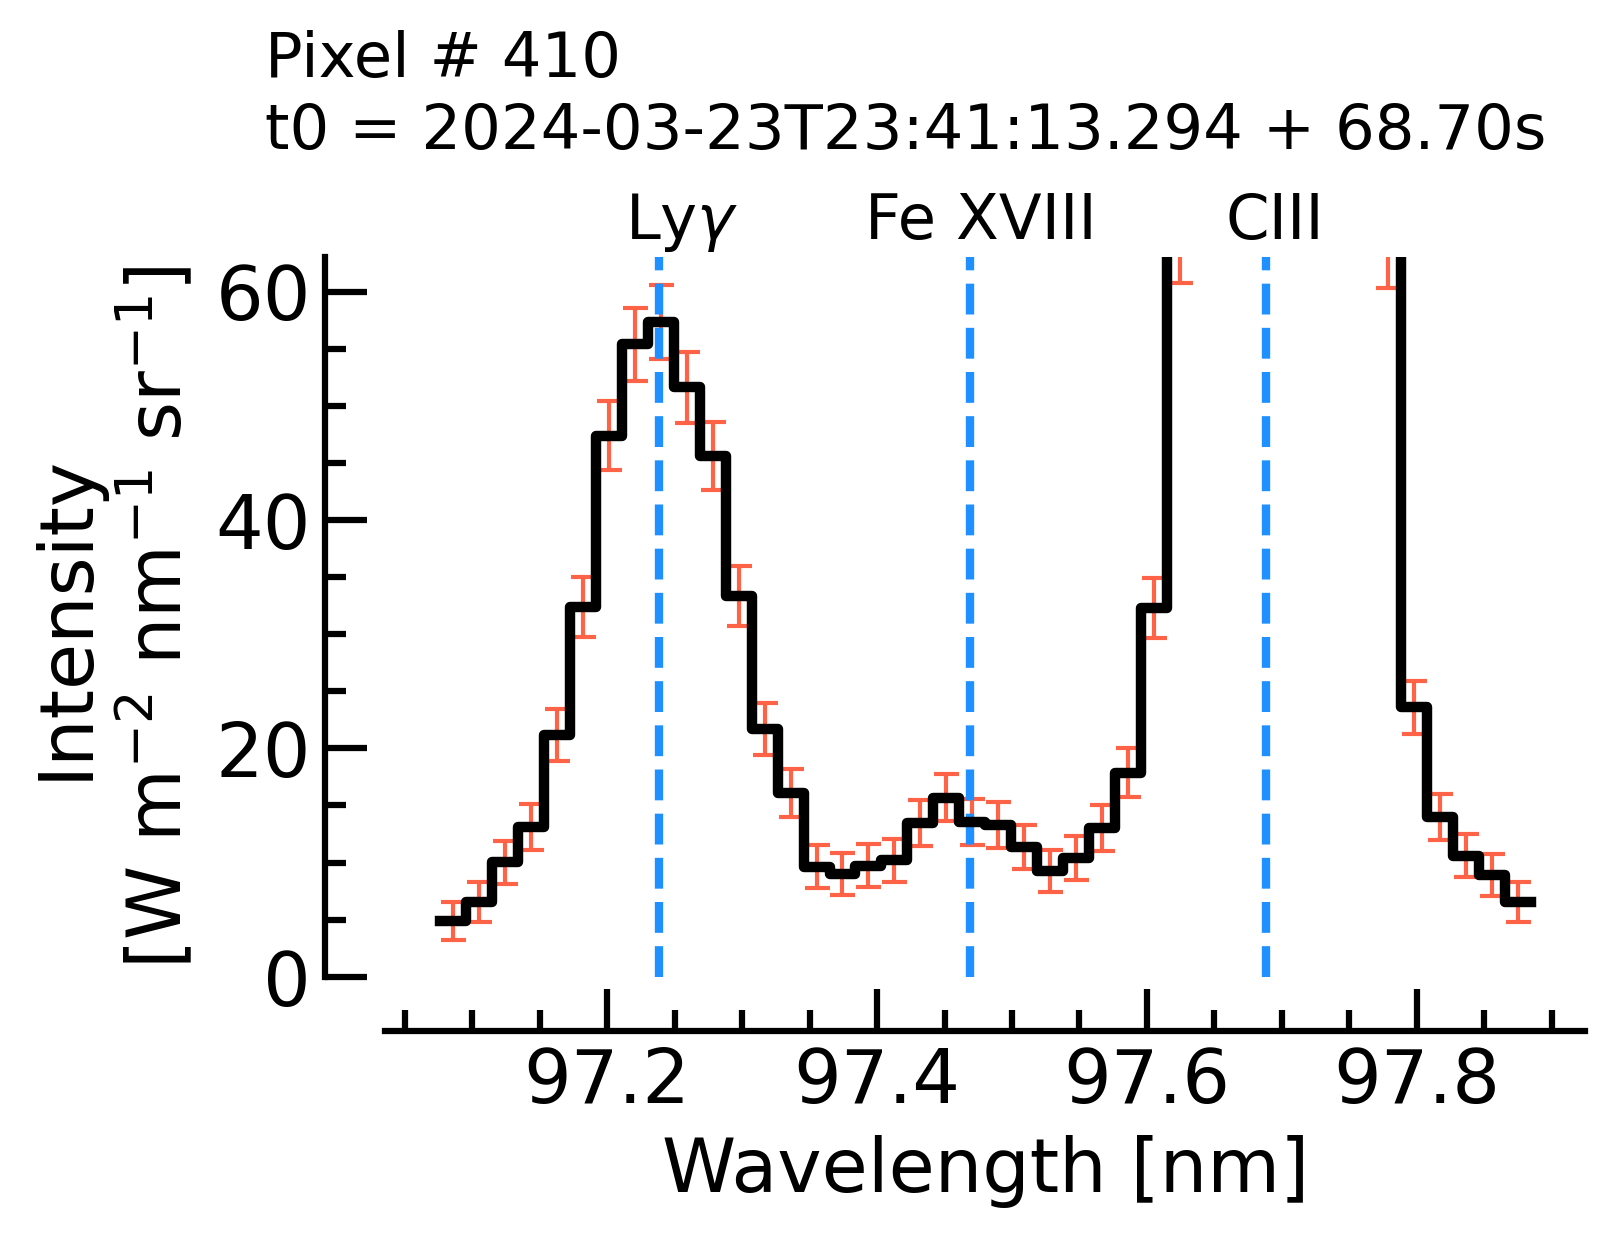 Pixel # 410
t0 = 2024-03-23T23:41:13.294 + 68.70s
Lyγ Fe XVIII CIII
Intensity
[W m⁻² nm⁻¹ sr⁻¹]
60
40
20
0
97.2 97.4 97.6 97.8
Wavelength [nm]